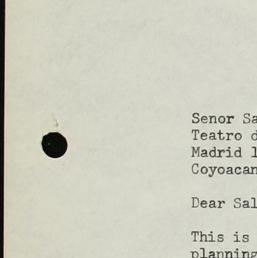 Senor Sa
Teatro d
Madrid 1
Coyoacan

Dear Sal

This is
planning